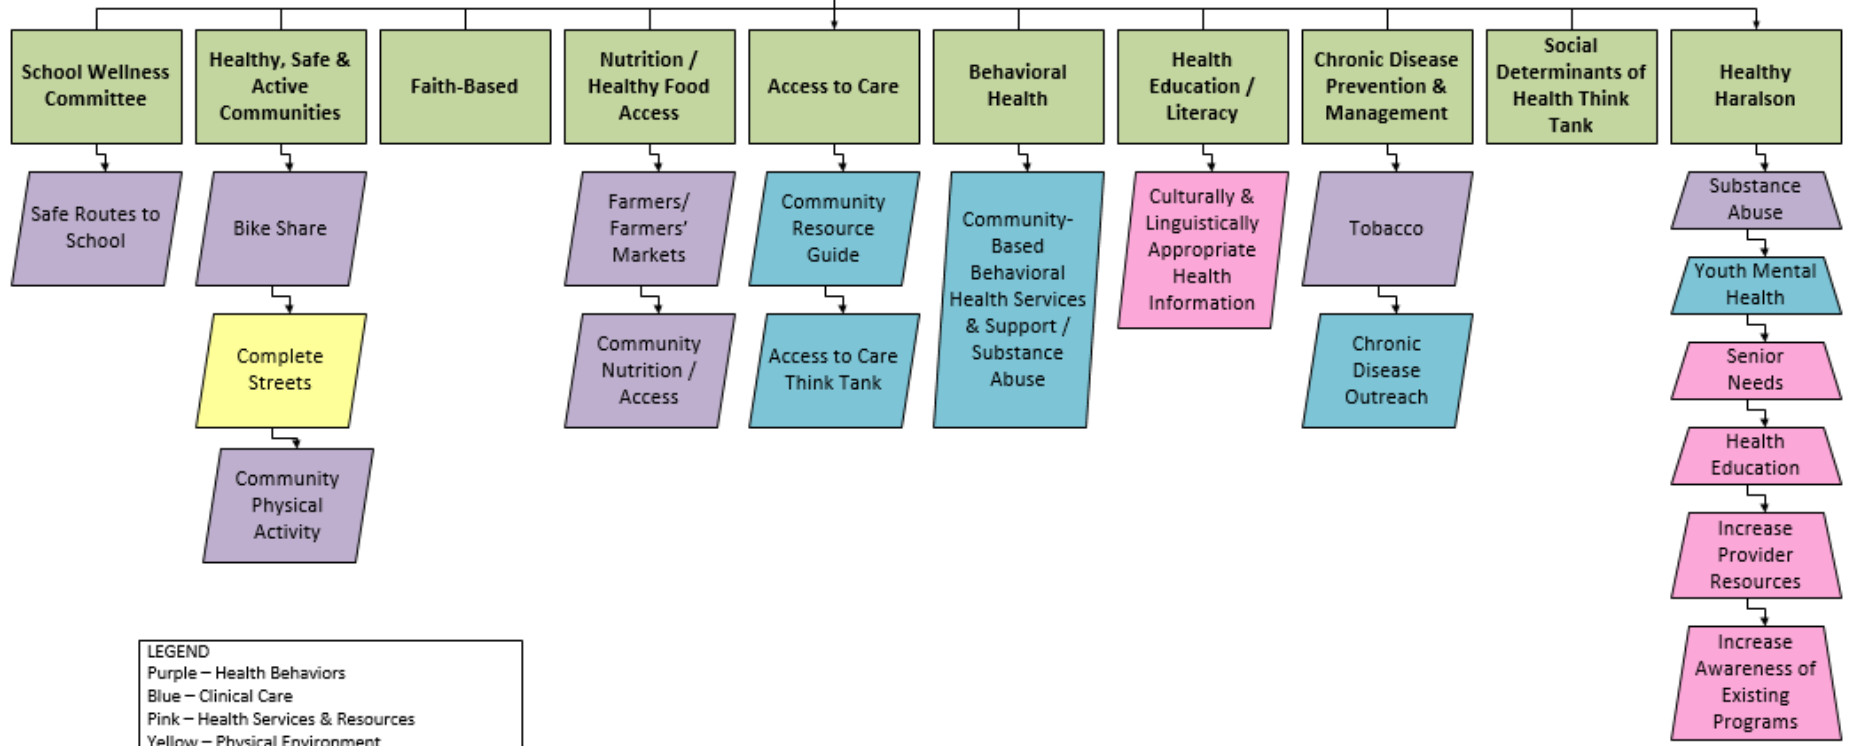 School Wellness
Committee
Healthy, Safe &
Active
Communities
Faith-Based
Nutrition /
Healthy Food
Access
Access to Care
Behavioral
Health
Health
Education /
Literacy
Chronic Disease
Prevention &
Management
Social
Determinants of
Health Think
Tank
Healthy
Haralson
Safe Routes to
School
Bike Share
Complete
Streets
Community
Physical
Activity
Farmers/
Farmers’
Markets
Community
Nutrition /
Access
Community
Resource
Guide
Access to Care
Think Tank
Community-
Based
Behavioral
Health Services
& Support /
Substance
Abuse
Culturally &
Linguistically
Appropriate
Health
Information
Tobacco
Chronic
Disease
Outreach
Substance
Abuse
Youth Mental
Health
Senior
Needs
Health
Education
Increase
Provider
Resources
Increase
Awareness of
Existing
Programs
LEGEND
Purple – Health Behaviors
Blue – Clinical Care
Pink – Health Services & Resources
Yellow – Physical Environment